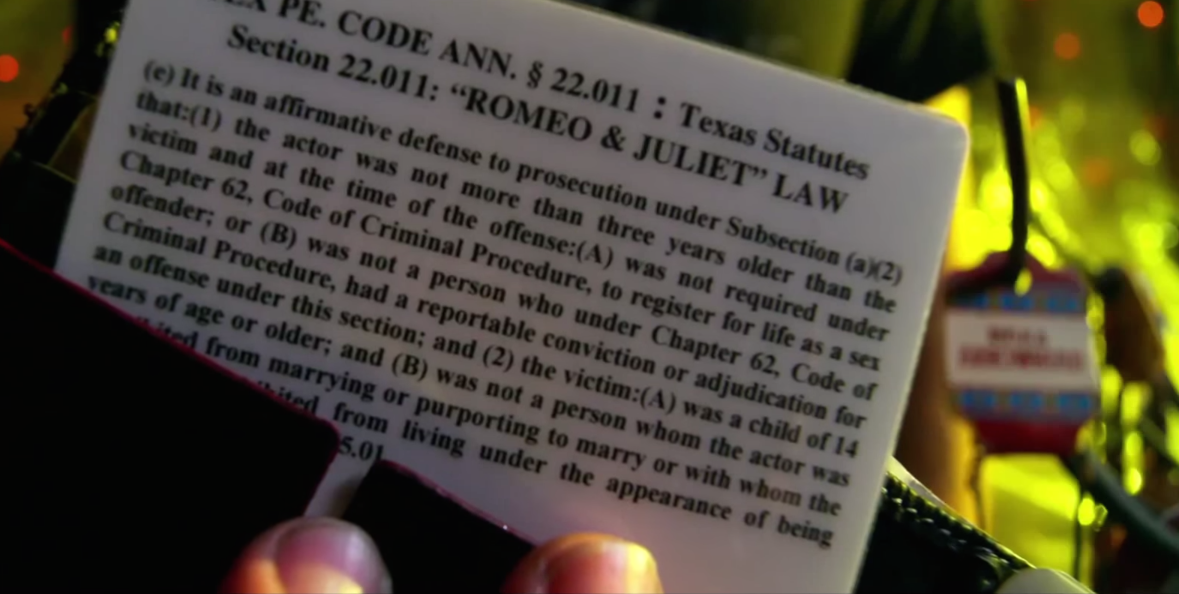 PE. CODE ANN. § 22.011 : Texas Statutes
Section 22.011: “ROMEO & JULIET” LAW
(e) It is an affirmative defense to prosecution under Subsection (a)(2)
that:(1) the actor was not more than three years older than the
victim and at the time of the offense:(A) was not required under
Chapter 62, Code of Criminal Procedure, to register for life as a sex
offender; or (B) was not a person who under Chapter 62, Code of
Criminal Procedure, had a reportable conviction or adjudication for
an offense under this section; and (2) the victim:(A) was a child of 14
years of age or older; and (B) was not a person whom the actor was
from marrying or purporting to marry or with whom the
from living under the appearance of being
5.01